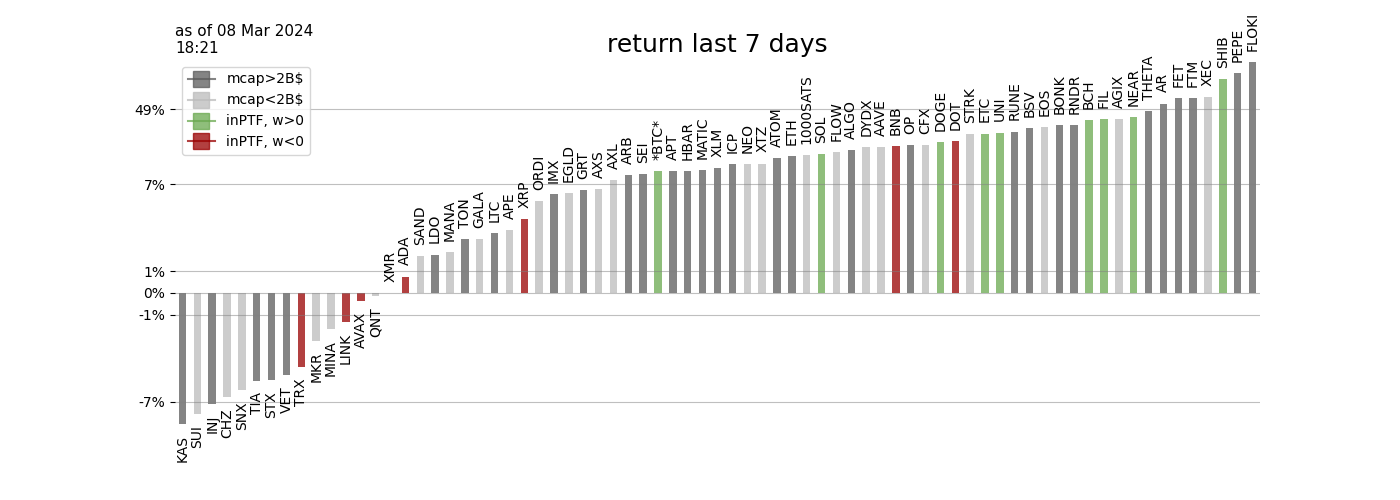 as of 08 Mar 2024
18:21
return last 7 days
mcap>2B$
mcap<2B$
inPTF, w>0
inPTF, w<0
49%
7%
1%
0%
-1%
-7%
KAS
SUI
INJ
CHZ
SNX
TIA
STX
VET
TRX
MKR
MINA
LINK
AVAX
QNT
XMR
ADA
SAND
LDO
MANA
TON
GALA
LTC
APE
XRP
ORDI
IMX
EGLD
GRT
AXS
AXL
ARB
SEI
*BTC*
APT
HBAR
MATIC
XLM
ICP
NEO
XTZ
ATOM
ETH
1000SATS
SOL
FLOW
ALGO
DYDX
AAVE
BNB
OP
CFX
DOGE
DOT
STRK
ETC
UNI
RUNE
BSV
EOS
BONK
RNDR
BCH
FIL
AGIX
NEAR
THETA
AR
FET
FTM
XEC
SHIB
PEPE
FLOKI